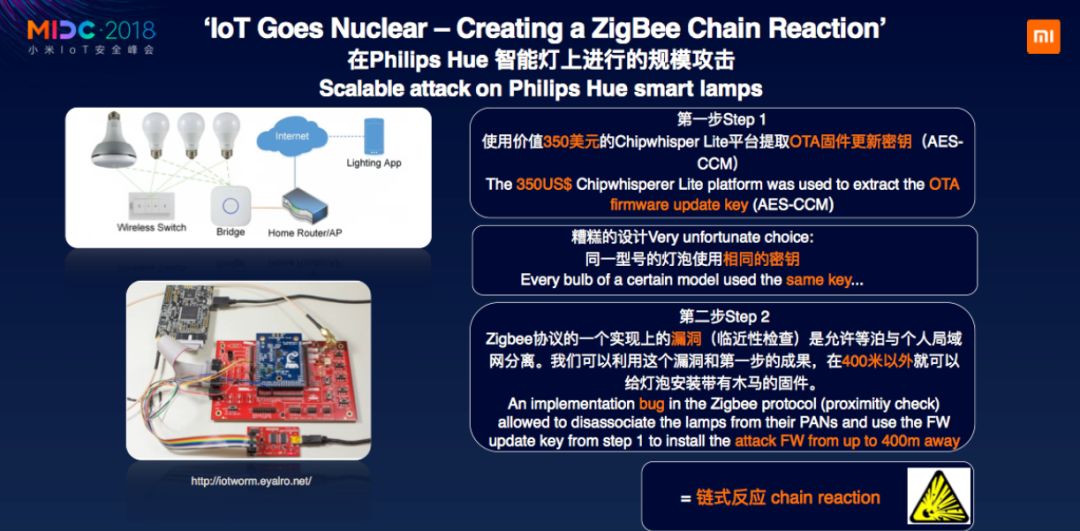 MIDC·2018
小米IoT安全峰会
‘IoT Goes Nuclear – Creating a ZigBee Chain Reaction’
在Philips Hue 智能灯上进行的规模攻击
Scalable attack on Philips Hue smart lamps
mi
Internet
Lighting App
Wireless Switch
Bridge
Home Router/AP
http://iotworm.eyalro.net/
第一步Step 1
使用价值350美元的Chipwhisper Lite平台提取OTA固件更新密钥（AES-
CCM）
The 350US$ Chipwhisperer Lite platform was used to extract the OTA
firmware update key (AES-CCM)
糟糕的设计Very unfortunate choice:
同一型号的灯泡使用相同的密钥
Every bulb of a certain model used the same key...
第二步Step 2
Zigbee协议的一个实现上的漏洞（临近性检查）是允许等泊与个人局域
网分离。我们可以利用这个漏洞和第一步的成果，在400米以外就可以
给灯泡安装带有木马的固件。
An implementation bug in the Zigbee protocol (proximitiy check)
allowed to disassociate the lamps from their PANs and use the FW
update key from step 1 to install the attack FW from up to 400m away
= 链式反应 chain reaction